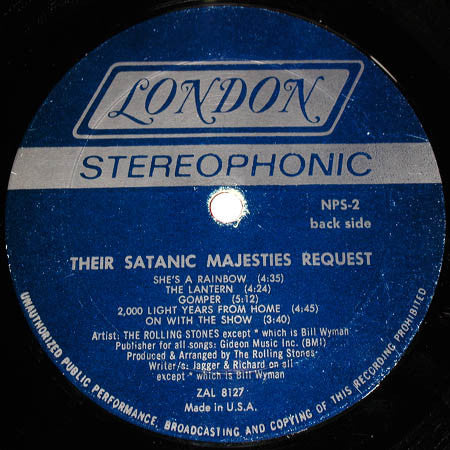 LONDON
STEREOPHONIC
NPS-2
back side
THEIR SATANIC MAJESTIES REQUEST
SHE'S A RAINBOW (4:35)
THE LANTERN (4:24)
GOMPER (5:12)
2,000 LIGHT YEARS FROM HOME (4:45)
ON WITH THE SHOW (3:40)
Artist: THE ROLLING STONES except * which is Bill Wyman
Publisher for all songs: Gideon Music Inc. (BMI)
Produced & Arranged by The Rolling Stones
Writer/s: Jagger & Richard on all
except * which is Bill Wyman
ZAL 8127
Made in U.S.A.
UNAUTHORIZED PUBLIC PERFORMANCE, BROADCASTING AND COPYING OF THIS RECORDING PROHIBITED